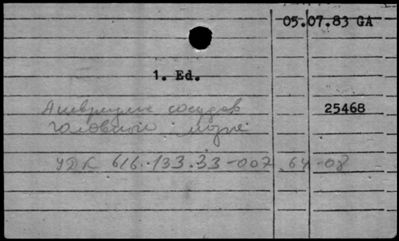 05.07.83 GA
1. Ed.
Аневризмы сосудов
25468
головного мозга
УДК 616.133.33-007.64-08